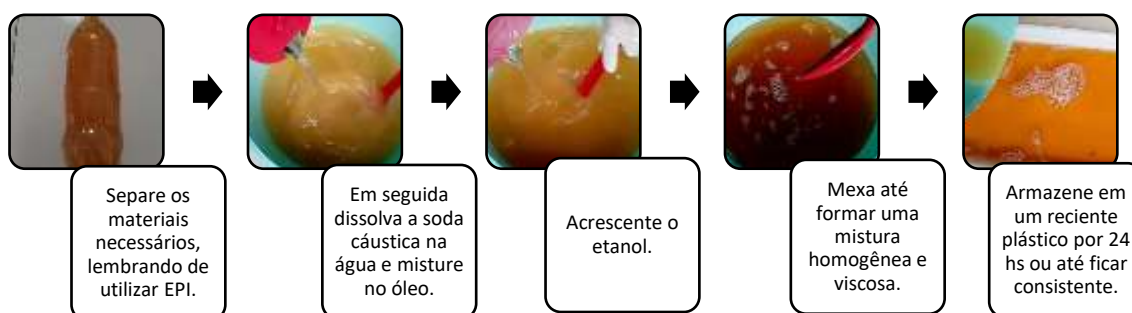 Separe os
materiais
necessários,
lembrando de
utilizar EPI.
Em seguida
dissolva a soda
cáustica na
água e misture
no óleo.
Acrescente o
etanol.
Mexa até
formar uma
mistura
homogênea e
viscosa.
Armazene em
um reciente
plástico por 24
hs ou até ficar
consistente.